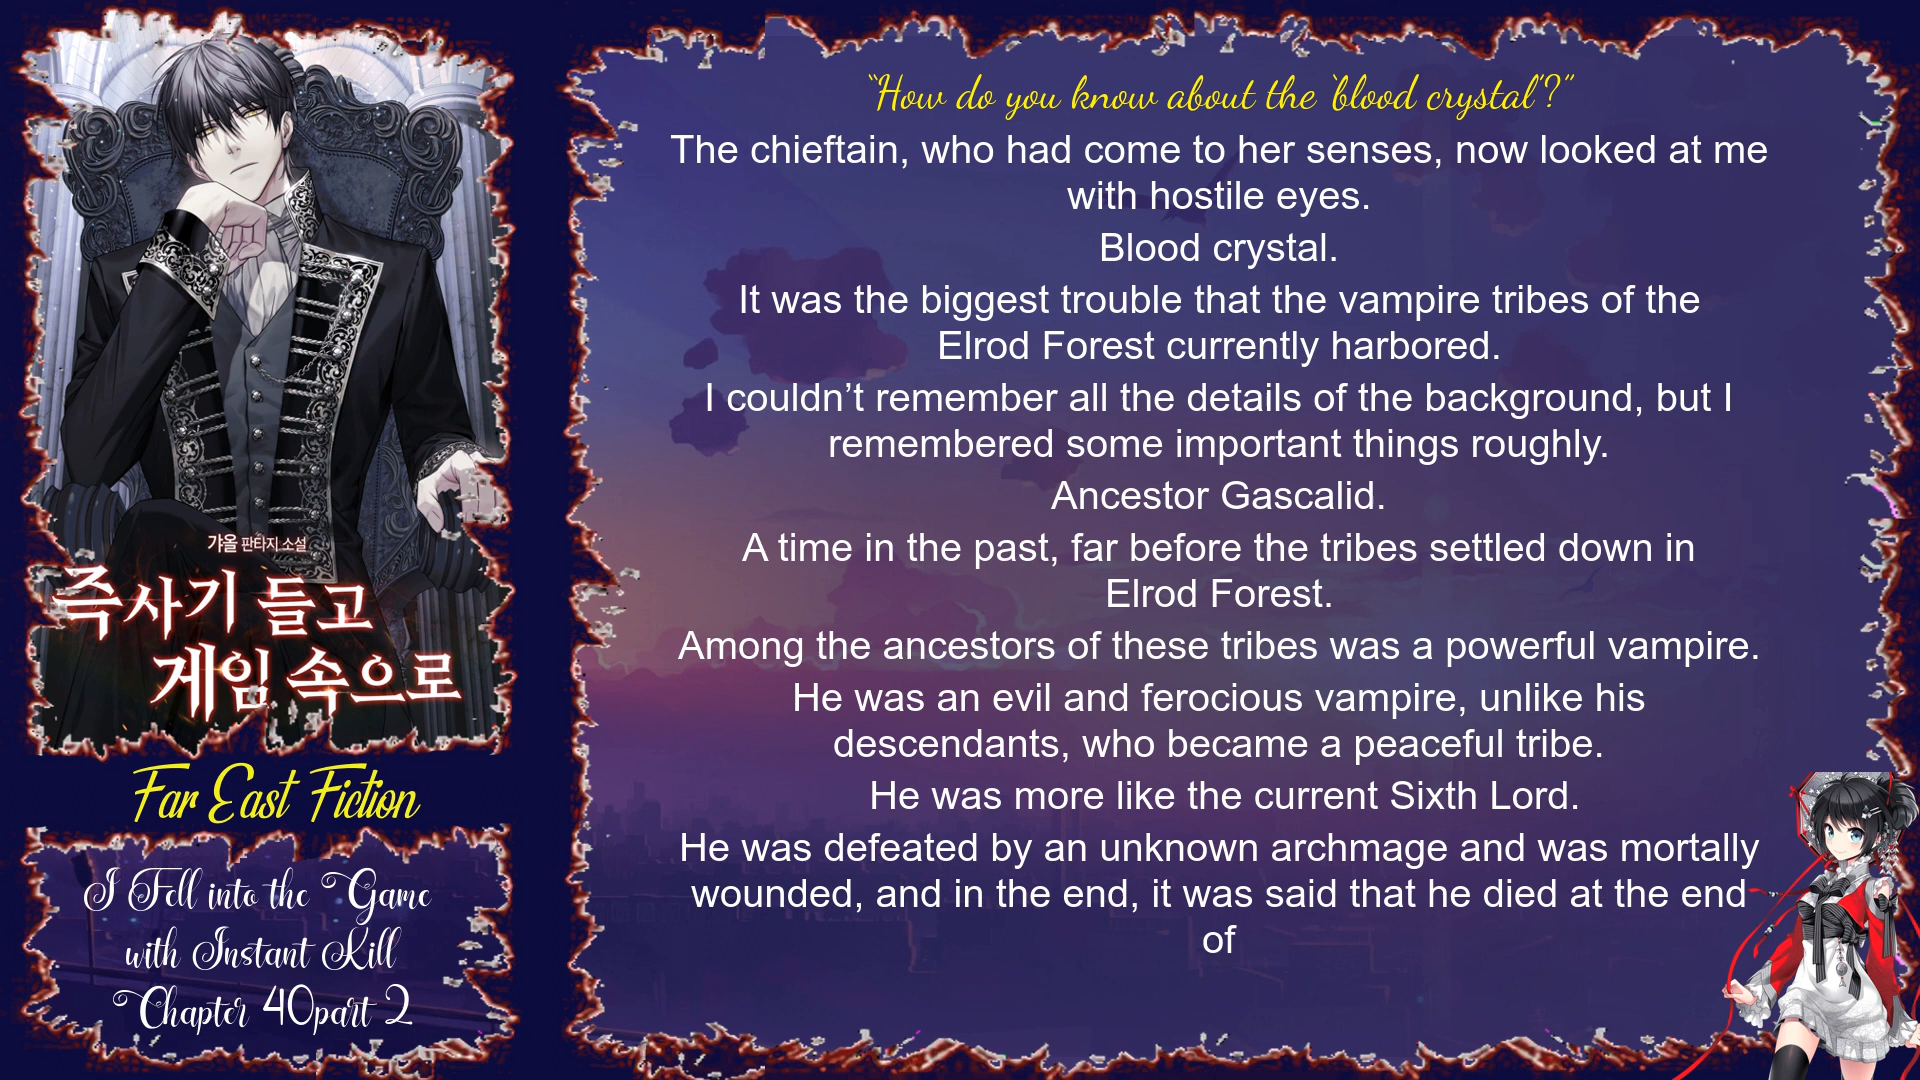 갸올 판타지 소설
즉사기 들고
게임 속으로
Far East Fiction
I Fell into the Game
with Instant Kill
Chapter 40part 2
“How do you know about the ‘blood crystal’?”
The chieftain, who had come to her senses, now looked at me
with hostile eyes.
Blood crystal.
It was the biggest trouble that the vampire tribes of the
Elrod Forest currently harbored.
I couldn’t remember all the details of the background, but I
remembered some important things roughly.
Ancestor Gascalid.
A time in the past, far before the tribes settled down in
Elrod Forest.
Among the ancestors of these tribes was a powerful vampire.
He was an evil and ferocious vampire, unlike his
descendants, who became a peaceful tribe.
He was more like the current Sixth Lord.
He was defeated by an unknown archmage and was mortally
wounded, and in the end, it was said that he died at the end
of